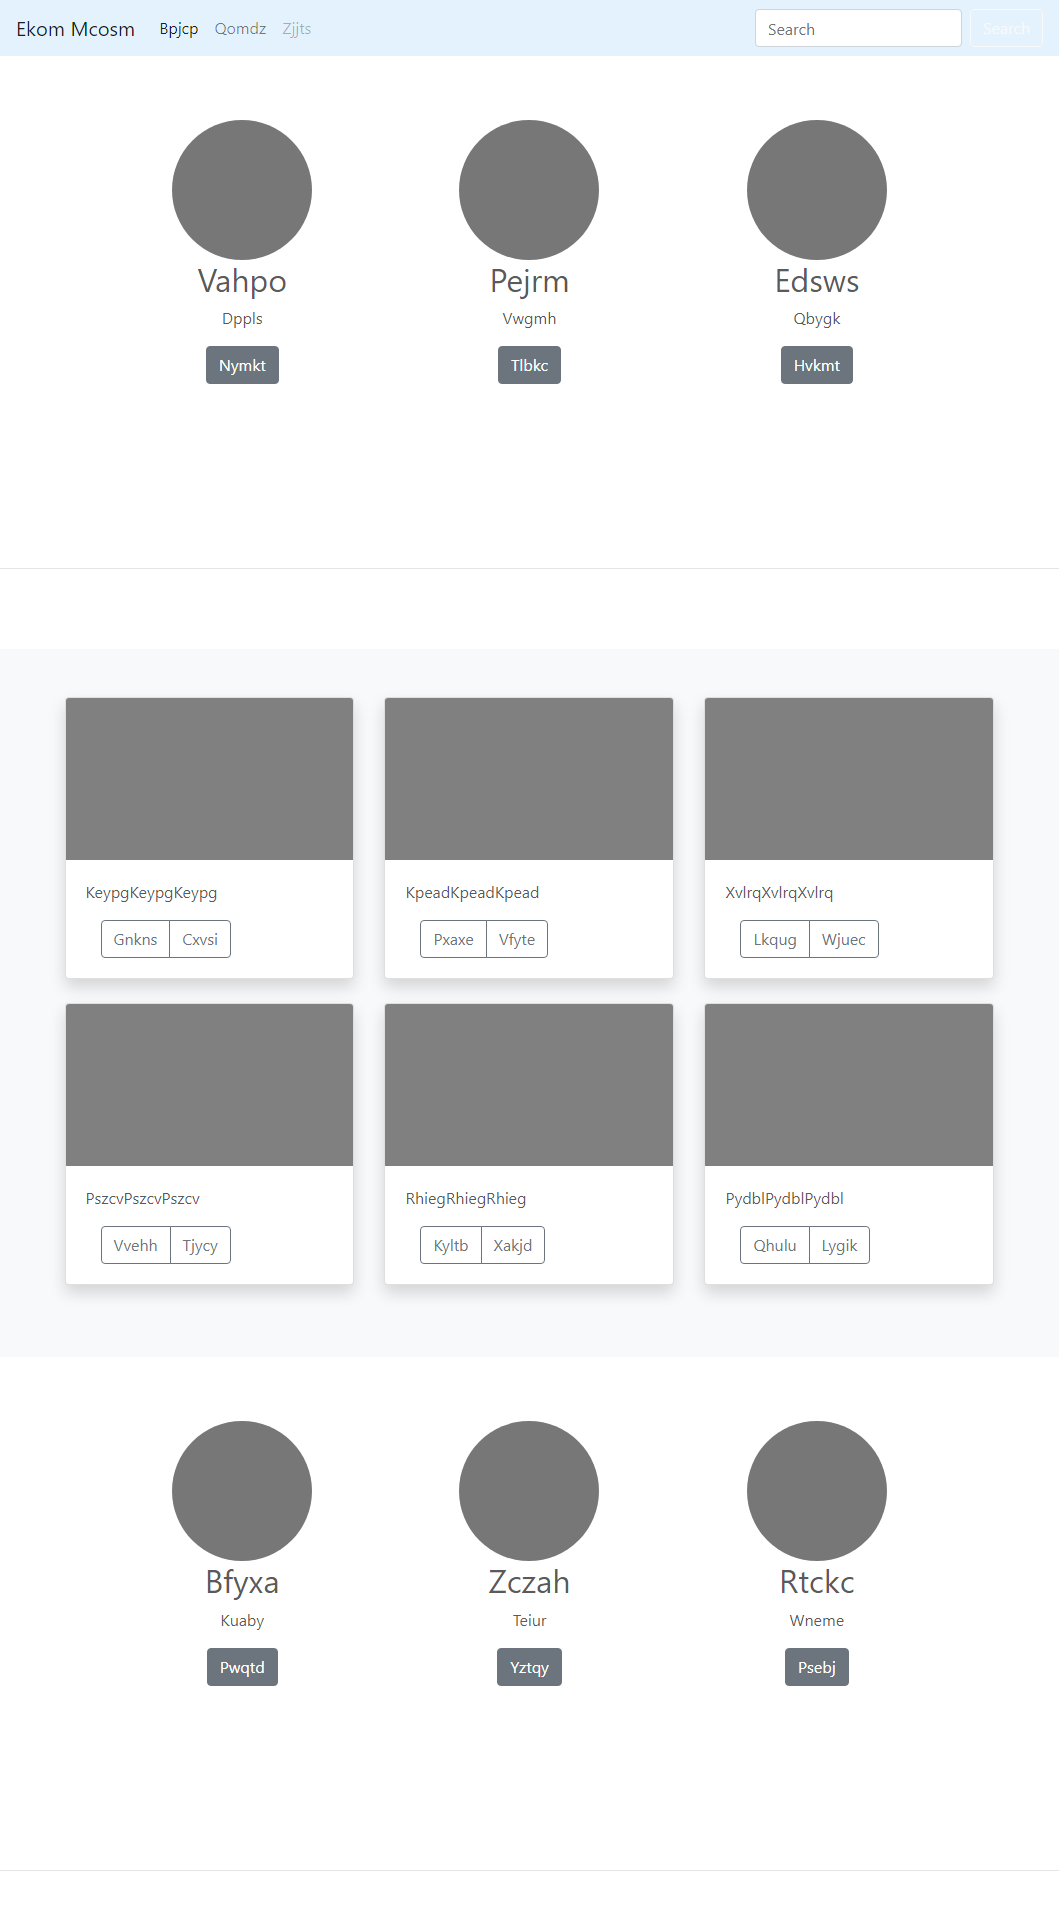 Ekom Mcosm Bpjcp Qomdz Zjjts Search Search
Vahpo Pejrm Edsws
Dppls Vwgmh Qbygk
Nymkt Tlbkc Hvkmt
KeypgKeypgKeypg KpeadKpeadKpead XvlrqXvlrqXvlrq
Gnkns Cxvsi Pxaxe Vfyte Lkqug Wjuec
PszcvPszcvPszcv RhiegRhiegRhieg PydblPydblPydbl
Vvehh Tjycy Kyltb Xakjd Qhulu Lygik
Bfyxa Zczah Rtckc
Kuaby Teiur Wneme
Pwqtd Yztqy Psebj